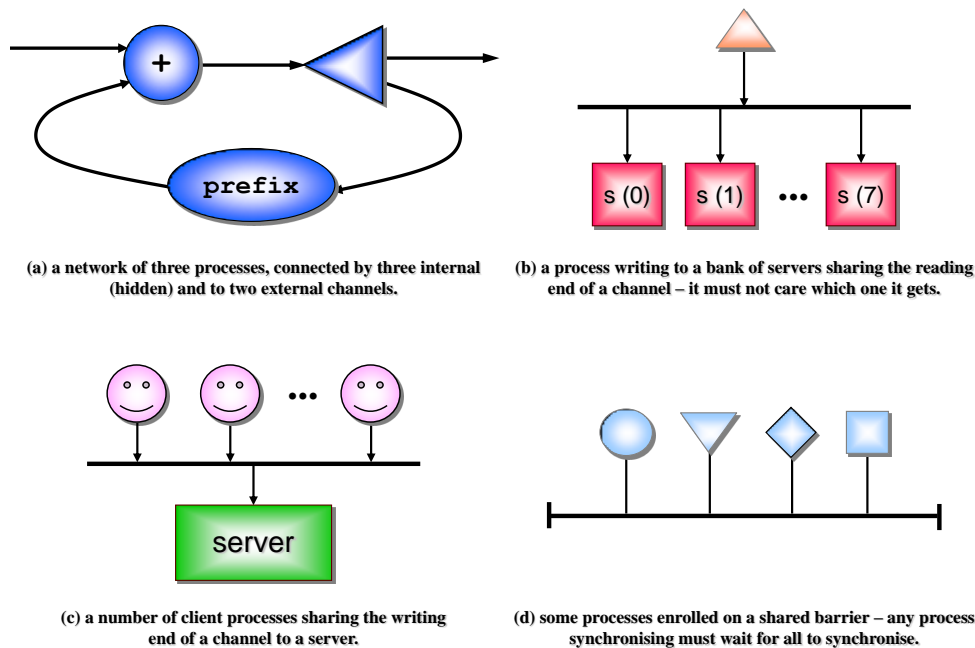 +
prefix
(a) a network of three processes, connected by three internal
(hidden) and to two external channels.
s (0) s (1) ••• s (7)
(b) a process writing to a bank of servers sharing the reading
end of a channel – it must not care which one it gets.
•••
server
(c) a number of client processes sharing the writing
end of a channel to a server.
(d) some processes enrolled on a shared barrier – any process
synchronising must wait for all to synchronise.